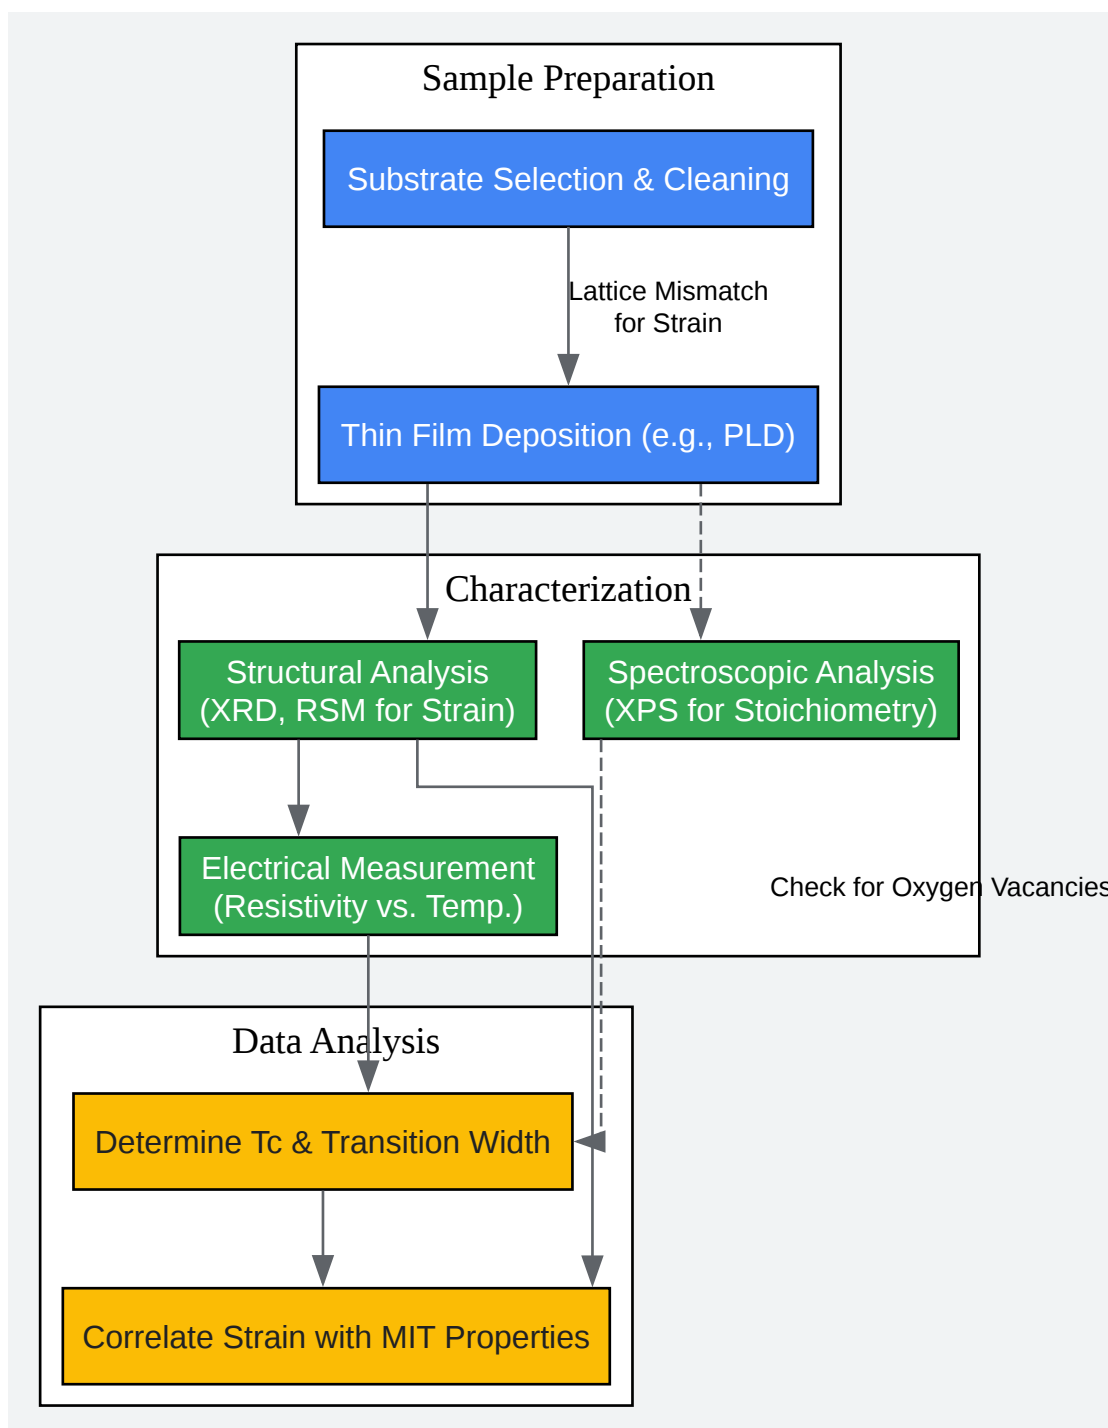 Sample Preparation
Substrate Selection & Cleaning
Lattice Mismatch
for Strain
Thin Film Deposition (e.g., PLD)
Characterization
Structural Analysis
(XRD, RSM for Strain)
Spectroscopic Analysis
(XPS for Stoichiometry)
Electrical Measurement
(Resistivity vs. Temp.)
Check for Oxygen Vacancies
Data Analysis
Determine Tc & Transition Width
Correlate Strain with MIT Properties